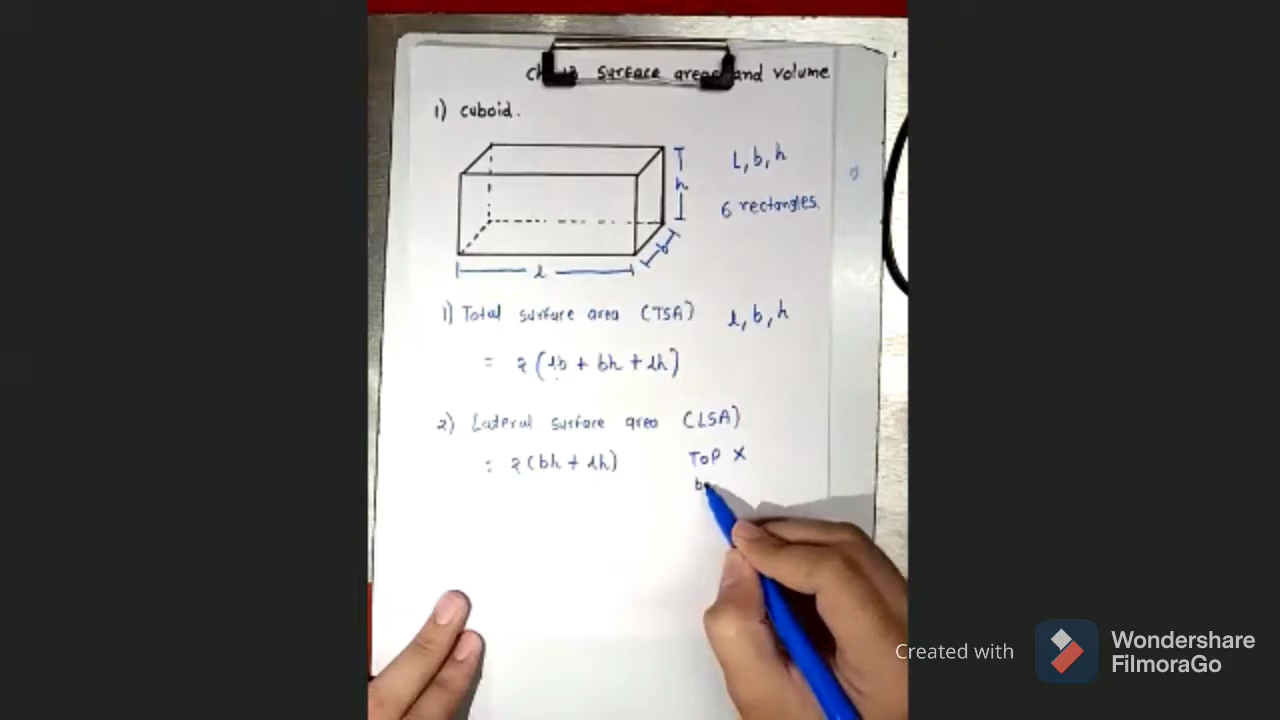 Surface areas and volume
1) cuboid.
L, b, h
h
6 rectangles.
b
l
1] Total surface area (TSA) l, b, h
= 2 (lb + bh + lh)
2) Lateral surface area (LSA)
= 2 (bh + lh) TOP X
b
Created with Wondershare FilmoraGo